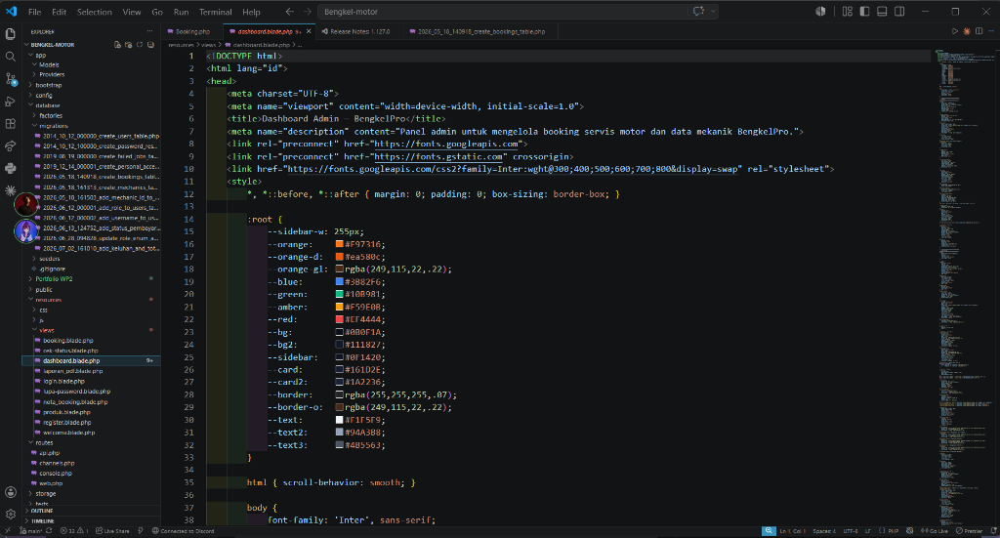 File Edit Selection View Go Run Terminal Help
Bengkel-motor
EXPLORER
BENGKEL-MOTOR
app
Models
Providers
bootstrap
config
database
factories
migrations
2014_10_12_000000_create_users_table.php
2014_10_12_100000_create_password_res...
2019_08_19_000000_create_failed_jobs_ta...
2019_12_14_000001_create_personal_acce...
2026_05_18_140918_create_bookings_tabl...
2026_05_18_161313_create_mechanics_ta...
2026_05_18_161503_add_mechanic_id_to_...
2026_06_12_000001_add_role_to_users_ta...
2026_06_12_000002_add_username_to_us...
2026_06_13_124752_add_status_pembayar...
2026_06_28_094828_update_role_enum_a...
2026_07_02_161010_add_keluhan_and_tot...
seeders
.gitignore
Portfolio WP2
public
resources
css
js
views
booking.blade.php
cek-status.blade.php
dashboard.blade.php 9+
laporan_pdf.blade.php
login.blade.php
lupa-password.blade.php
nota_booking.blade.php
produk.blade.php
register.blade.php
welcome.blade.php
routes
api.php
channels.php
console.php
web.php
storage
tests
OUTLINE
TIMELINE
Booking.php
dashboard.blade.php 9+
Release Notes: 1.127.0
2026_05_18_140918_create_bookings_table.php
resources > views > dashboard.blade.php > ...
1 <!DOCTYPE html>
2 <html lang="id">
3 <head>
4 <meta charset="UTF-8">
5 <meta name="viewport" content="width=device-width, initial-scale=1.0">
6 <title>Dashboard Admin — BengkelPro</title>
7 <meta name="description" content="Panel admin untuk mengelola booking servis motor dan data mekanik BengkelPro.">
8 <link rel="preconnect" href="https://fonts.googleapis.com">
9 <link rel="preconnect" href="https://fonts.gstatic.com" crossorigin>
10 <link href="https://fonts.googleapis.com/css2?family=Inter:wght@300;400;500;600;700;800&display=swap" rel="stylesheet">
11 <style>
12 *, *::before, *::after { margin: 0; padding: 0; box-sizing: border-box; }
13
14 :root {
15 --sidebar-w: 255px;
16 --orange: #F97316;
17 --orange-d: #ea580c;
18 --orange-gl: rgba(249,115,22,.22);
19 --blue: #3B82F6;
20 --green: #10B981;
21 --amber: #F59E0B;
22 --red: #EF4444;
23 --bg: #0B0F1A;
24 --bg2: #111827;
25 --sidebar: #0F1420;
26 --card: #161D2E;
27 --card2: #1A2236;
28 --border: rgba(255,255,255,.07);
29 --border-o: rgba(249,115,22,.22);
30 --text: #F1F5F9;
31 --text2: #94A3B8;
32 --text3: #4B5563;
33 }
34
35 html { scroll-behavior: smooth; }
36
37 body {
38 font-family: 'Inter', sans-serif;
main* 32 1 Live Share Connected to Discord Ln 1, Col 1 Spaces: 4 UTF-8 LF {} PHP Go Live Prettier